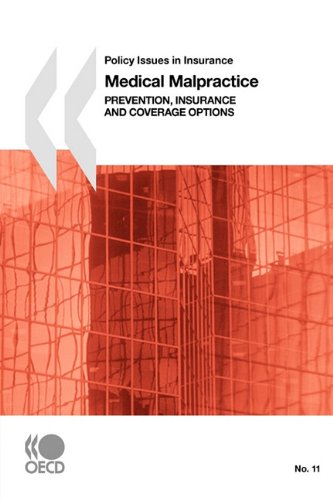 Policy Issues in Insurance
Medical Malpractice
PREVENTION, INSURANCE
AND COVERAGE OPTIONS
OECD
No. 11